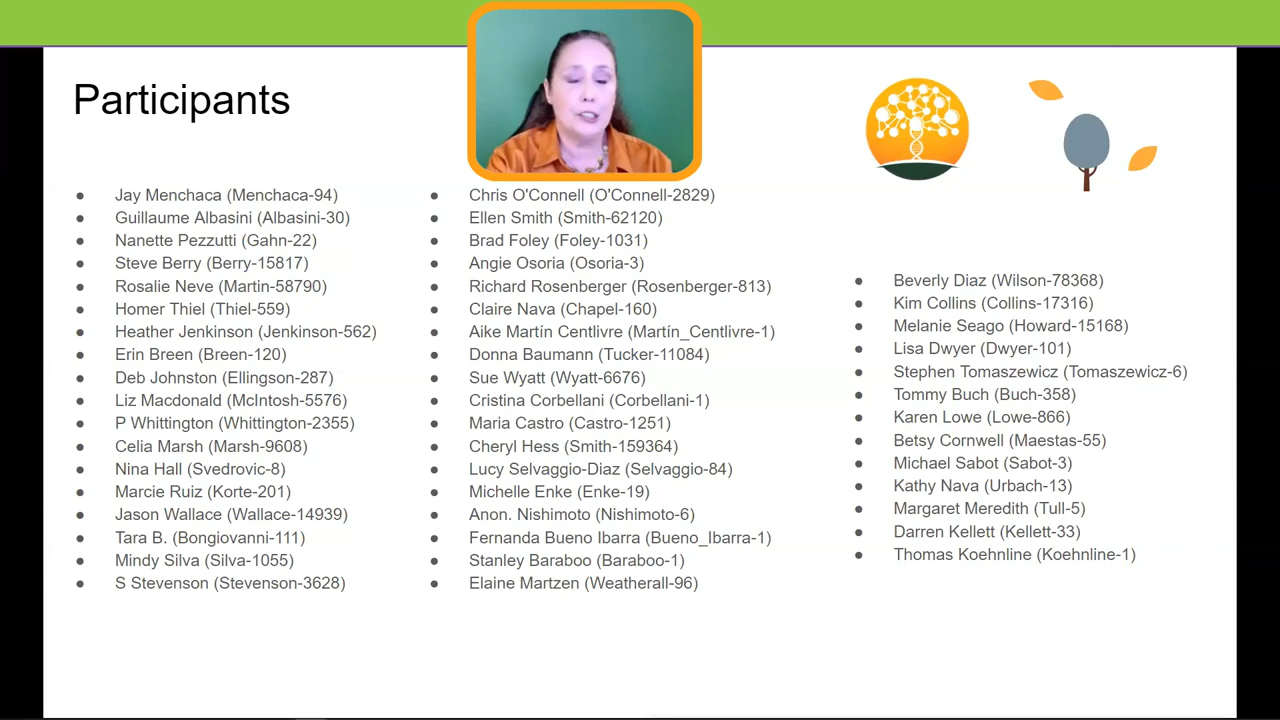 Participants
Jay Menchaca (Menchaca-94)
Guillaume Albasini (Albasini-30)
Nanette Pezzutti (Gahn-22)
Steve Berry (Berry-15817)
Rosalie Neve (Martin-58790)
Homer Thiel (Thiel-559)
Heather Jenkinson (Jenkinson-562)
Erin Breen (Breen-120)
Deb Johnston (Ellingson-287)
Liz Macdonald (McIntosh-5576)
P Whittington (Whittington-2355)
Celia Marsh (Marsh-9608)
Nina Hall (Svedrovic-8)
Marcie Ruiz (Korte-201)
Jason Wallace (Wallace-14939)
Tara B. (Bongiovanni-111)
Mindy Silva (Silva-1055)
S Stevenson (Stevenson-3628)
Chris O'Connell (O'Connell-2829)
Ellen Smith (Smith-62120)
Brad Foley (Foley-1031)
Angie Osoria (Osoria-3)
Richard Rosenberger (Rosenberger-813)
Claire Nava (Chapel-160)
Aike Martín Centlivre (Martín_Centlivre-1)
Donna Baumann (Tucker-11084)
Sue Wyatt (Wyatt-6676)
Cristina Corbellani (Corbellani-1)
Maria Castro (Castro-1251)
Cheryl Hess (Smith-159364)
Lucy Selvaggio-Diaz (Selvaggio-84)
Michelle Enke (Enke-19)
Anon. Nishimoto (Nishimoto-6)
Fernanda Bueno Ibarra (Bueno_Ibarra-1)
Stanley Baraboo (Baraboo-1)
Elaine Martzen (Weatherall-96)
Beverly Diaz (Wilson-78368)
Kim Collins (Collins-17316)
Melanie Seago (Howard-15168)
Lisa Dwyer (Dwyer-101)
Stephen Tomaszewicz (Tomaszewicz-6)
Tommy Buch (Buch-358)
Karen Lowe (Lowe-866)
Betsy Cornwell (Maestas-55)
Michael Sabot (Sabot-3)
Kathy Nava (Urbach-13)
Margaret Meredith (Tull-5)
Darren Kellett (Kellett-33)
Thomas Koehnline (Koehnline-1)